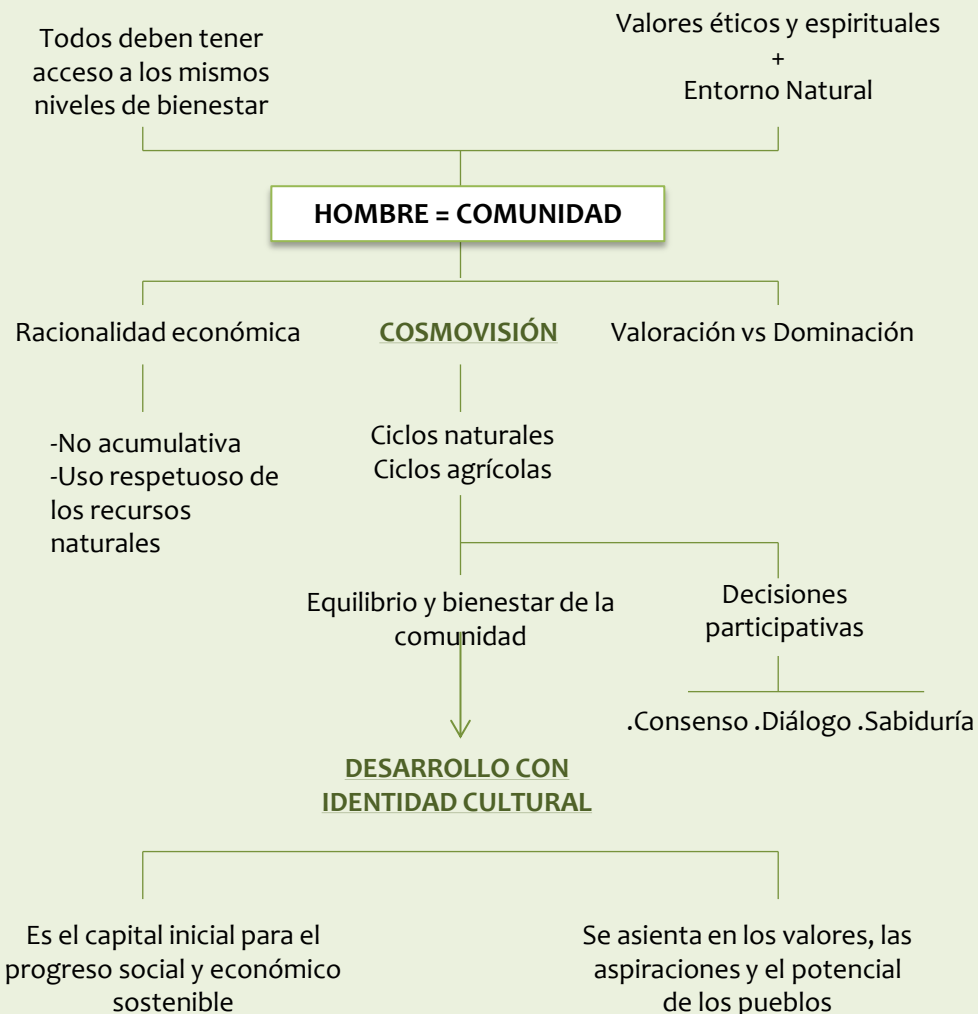 Todos deben tener
acceso a los mismos
niveles de bienestar
Valores éticos y espirituales
+
Entorno Natural
HOMBRE = COMUNIDAD
Racionalidad económica
COSMOVISIÓN
Valoración vs Dominación
-No acumulativa
-Uso respetuoso de
los recursos
naturales
Ciclos naturales
Ciclos agrícolas
Equilibrio y bienestar de la
comunidad
Decisiones
participativas
.Consenso .Diálogo .Sabiduría
DESARROLLO CON
IDENTIDAD CULTURAL
Es el capital inicial para el
progreso social y económico
sostenible
Se asienta en los valores, las
aspiraciones y el potencial
de los pueblos